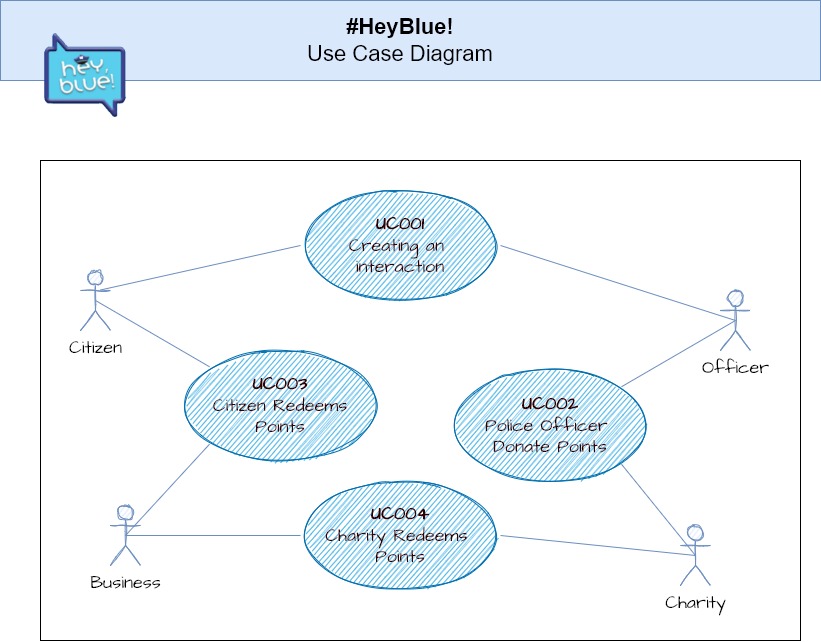 #HeyBlue!
Use Case Diagram
hey,
blue!
UC001
Creating an
interaction
Citizen
Officer
UC003
Citizen Redeems
Points
UC002
Police Officer
Donate Points
UC004
Charity Redeems
Points
Business
Charity